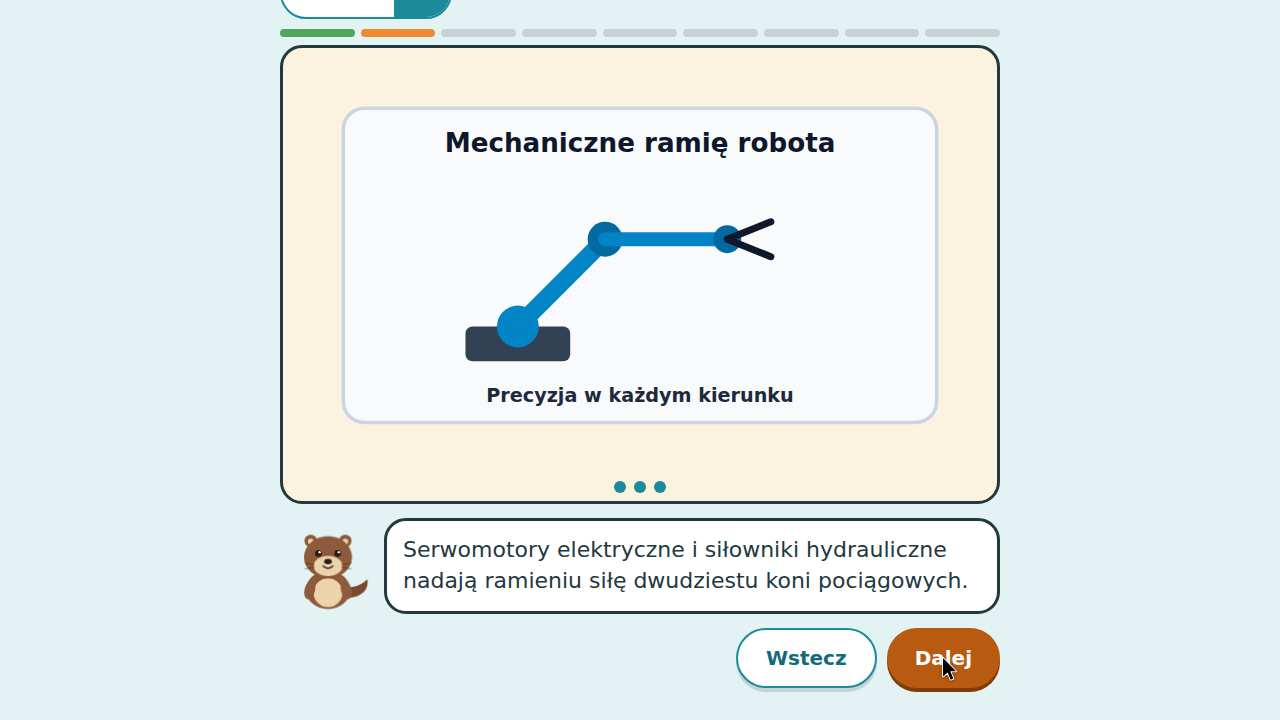 Mechaniczne ramię robota
Precyzja w każdym kierunku
Serwomotory elektryczne i siłowniki hydrauliczne
nadają ramieniu siłę dwudziestu koni pociągowych.
Wstecz
Dalej